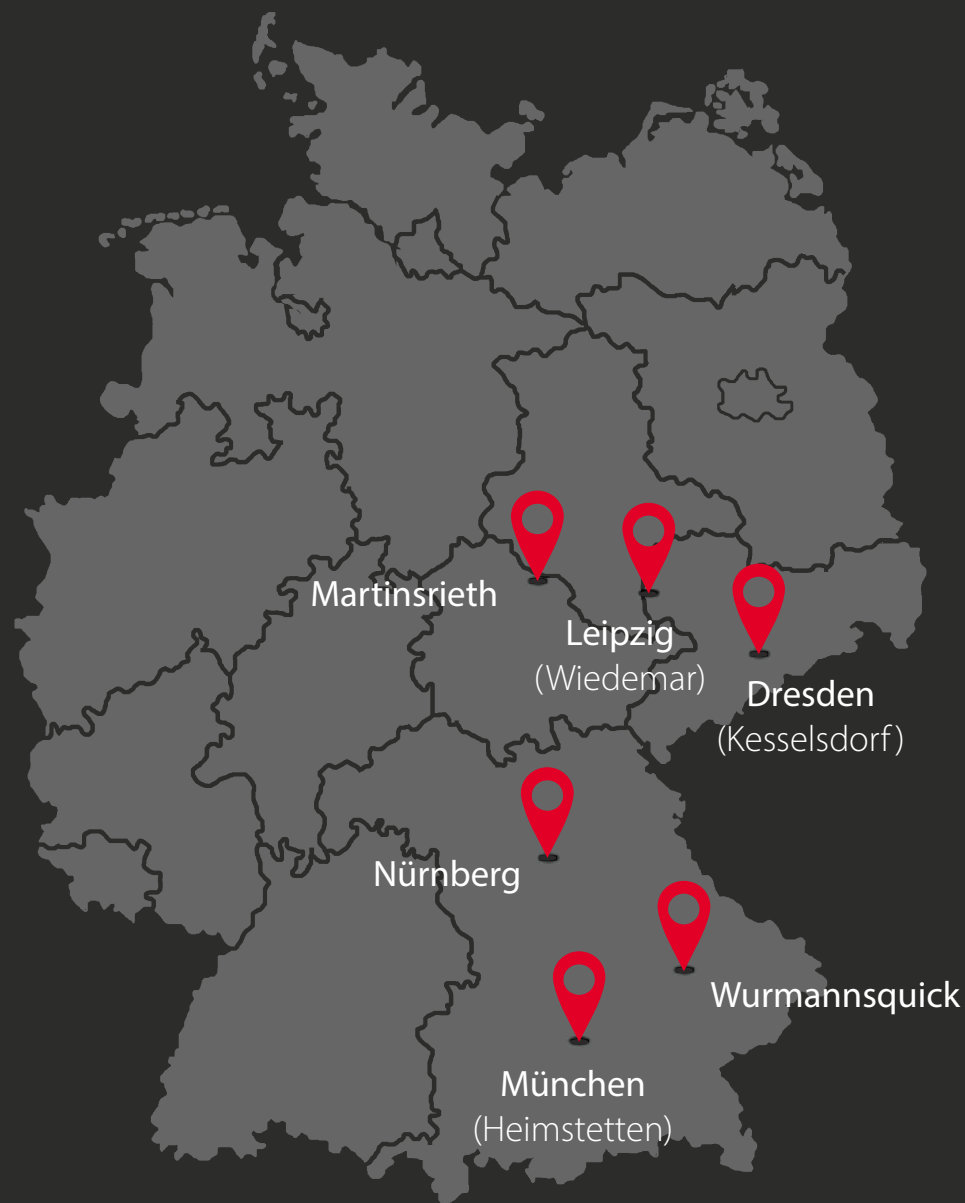 Martinsrieth
Leipzig
(Wiedemar)
Dresden
(Kesselsdorf)
Nürnberg
Wurmannsquick
München
(Heimstetten)